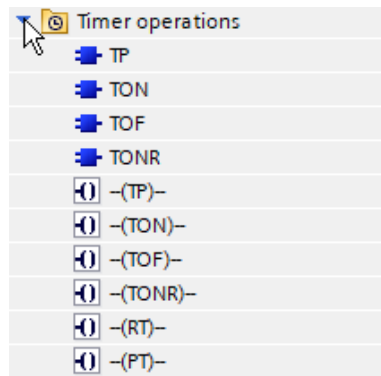 Timer operations
TP
TON
TOF
TONR
–(TP)–
–(TON)–
–(TOF)–
–(TONR)–
–(RT)–
–(PT)–